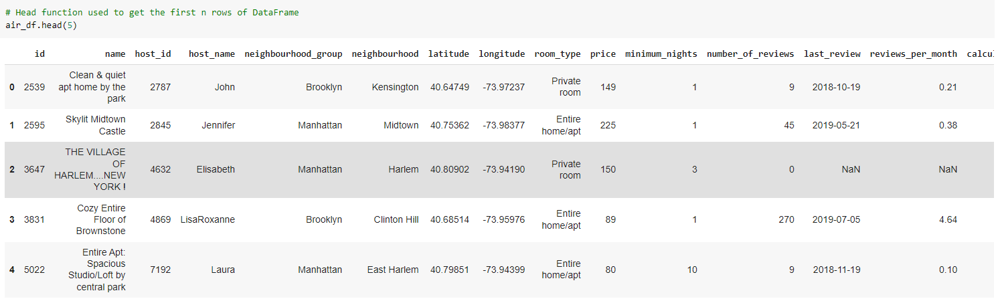 # Head function used to get the first n rows of DataFrame
air_df.head(5)
id name host_id host_name neighbourhood_group neighbourhood latitude longitude room_type price minimum_nights number_of_reviews last_review reviews_per_month calcu
0 2539 Clean & quiet apt home by the park 2787 John Brooklyn Kensington 40.64749 -73.97237 Private room 149 1 9 2018-10-19 0.21
1 2595 Skylit Midtown Castle 2845 Jennifer Manhattan Midtown 40.75362 -73.98377 Entire home/apt 225 1 45 2019-05-21 0.38
2 3647 THE VILLAGE OF HARLEM....NEW YORK ! 4632 Elisabeth Manhattan Harlem 40.80902 -73.94190 Private room 150 3 0 NaN NaN
3 3831 Cozy Entire Floor of Brownstone 4869 LisaRoxanne Brooklyn Clinton Hill 40.68514 -73.95976 Entire home/apt 89 1 270 2019-07-05 4.64
4 5022 Entire Apt: Spacious Studio/Loft by central park 7192 Laura Manhattan East Harlem 40.79851 -73.94399 Entire home/apt 80 10 9 2018-11-19 0.10